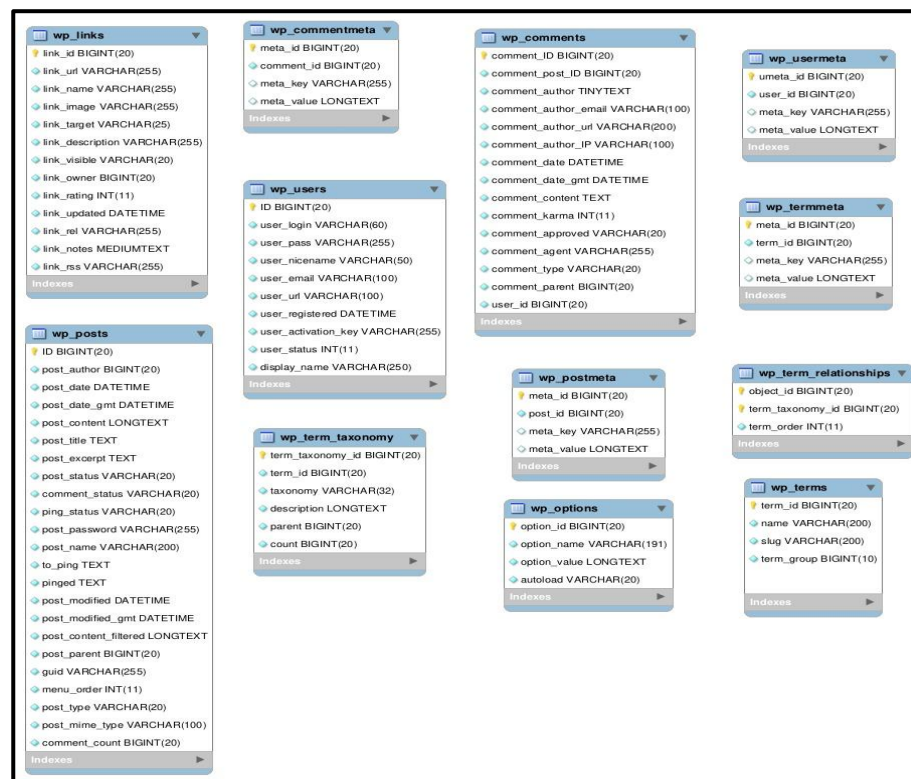 wp_links
link_id BIGINT(20)
link_url VARCHAR(255)
link_name VARCHAR(255)
link_image VARCHAR(255)
link_target VARCHAR(25)
link_description VARCHAR(255)
link_visible VARCHAR(20)
link_owner BIGINT(20)
link_rating INT(11)
link_updated DATETIME
link_rel VARCHAR(255)
link_notes MEDIUMTEXT
link_rss VARCHAR(255)
Indexes
wp_commentmeta
meta_id BIGINT(20)
comment_id BIGINT(20)
meta_key VARCHAR(255)
meta_value LONGTEXT
Indexes
wp_comments
comment_ID BIGINT(20)
comment_post_ID BIGINT(20)
comment_author TINYTEXT
comment_author_email VARCHAR(100)
comment_author_url VARCHAR(200)
comment_author_IP VARCHAR(100)
comment_date DATETIME
comment_date_gmt DATETIME
comment_content TEXT
comment_karma INT(11)
comment_approved VARCHAR(20)
comment_agent VARCHAR(255)
comment_type VARCHAR(20)
comment_parent BIGINT(20)
user_id BIGINT(20)
Indexes
wp_usermeta
umeta_id BIGINT(20)
user_id BIGINT(20)
meta_key VARCHAR(255)
meta_value LONGTEXT
Indexes
wp_users
ID BIGINT(20)
user_login VARCHAR(60)
user_pass VARCHAR(255)
user_nicename VARCHAR(50)
user_email VARCHAR(100)
user_url VARCHAR(100)
user_registered DATETIME
user_activation_key VARCHAR(255)
user_status INT(11)
display_name VARCHAR(250)
Indexes
wp_termmeta
meta_id BIGINT(20)
term_id BIGINT(20)
meta_key VARCHAR(255)
meta_value LONGTEXT
Indexes
wp_posts
ID BIGINT(20)
post_author BIGINT(20)
post_date DATETIME
post_date_gmt DATETIME
post_content LONGTEXT
post_title TEXT
post_excerpt TEXT
post_status VARCHAR(20)
comment_status VARCHAR(20)
ping_status VARCHAR(20)
post_password VARCHAR(255)
post_name VARCHAR(200)
to_ping TEXT
pinged TEXT
post_modified DATETIME
post_modified_gmt DATETIME
post_content_filtered LONGTEXT
post_parent BIGINT(20)
guid VARCHAR(255)
menu_order INT(11)
post_type VARCHAR(20)
post_mime_type VARCHAR(100)
comment_count BIGINT(20)
Indexes
wp_term_taxonomy
term_taxonomy_id BIGINT(20)
term_id BIGINT(20)
taxonomy VARCHAR(32)
description LONGTEXT
parent BIGINT(20)
count BIGINT(20)
Indexes
wp_postmeta
meta_id BIGINT(20)
post_id BIGINT(20)
meta_key VARCHAR(255)
meta_value LONGTEXT
Indexes
wp_term_relationships
object_id BIGINT(20)
term_taxonomy_id BIGINT(20)
term_order INT(11)
Indexes
wp_options
option_id BIGINT(20)
option_name VARCHAR(191)
option_value LONGTEXT
autoload VARCHAR(20)
Indexes
wp_terms
term_id BIGINT(20)
name VARCHAR(200)
slug VARCHAR(200)
term_group BIGINT(10)
Indexes